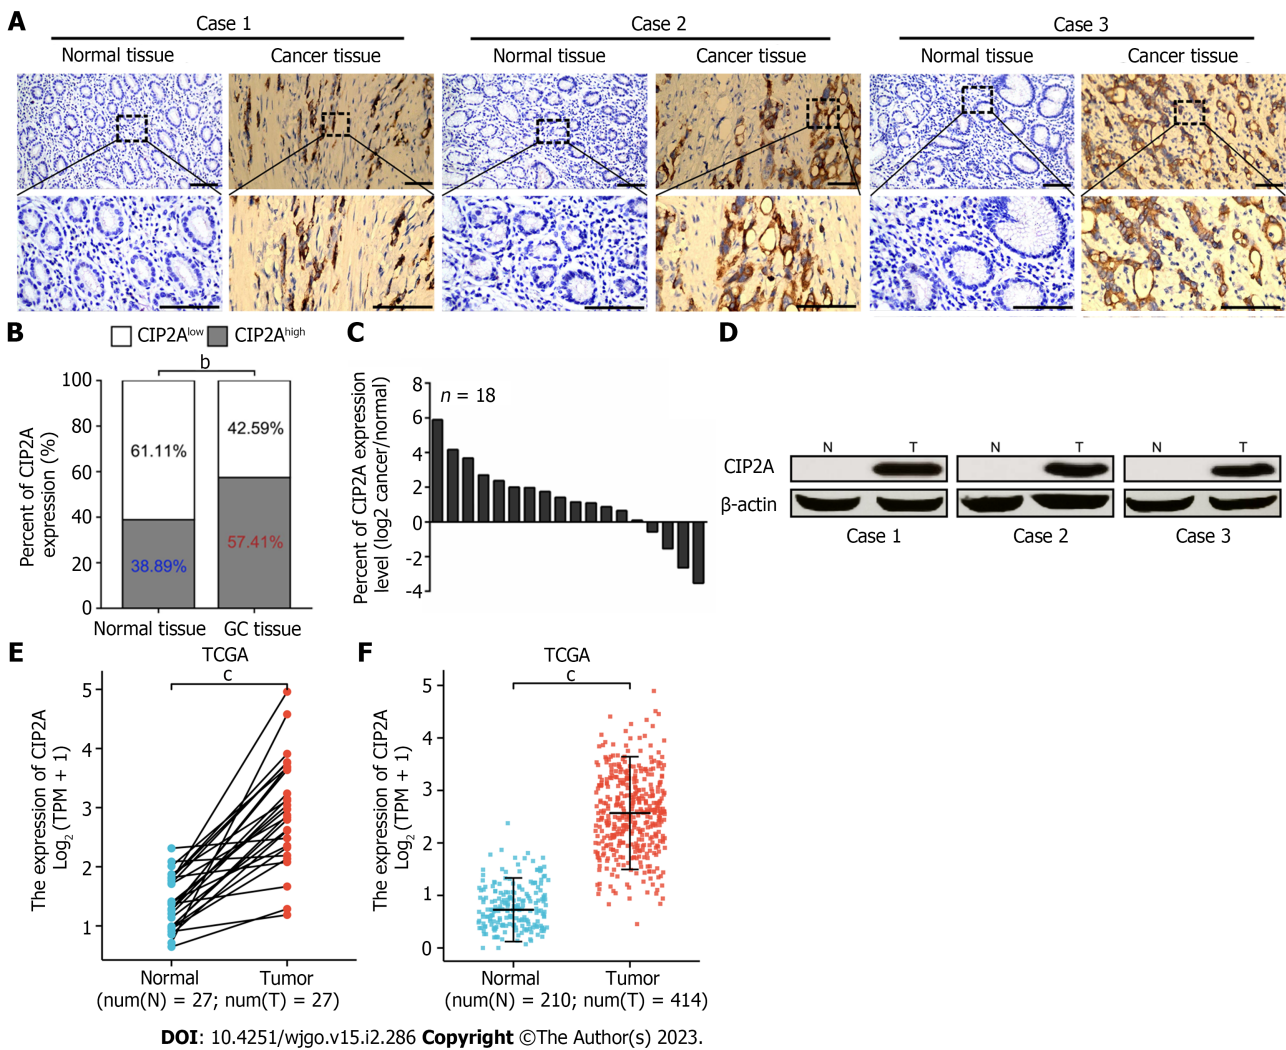 A
Case 1
Case 2
Case 3
Normal tissue
Cancer tissue
Normal tissue
Cancer tissue
Normal tissue
Cancer tissue
B
CIP2Alow
CIP2Ahigh
b
100
80
60
40
20
0
Percent of CIP2A
expression (%)
61.11%
38.89%
42.59%
57.41%
Normal tissue
GC tissue
C
n = 18
8
6
4
2
0
-2
-4
Percent of CIP2A expression
level (log2 cancer/normal)
D
N
T
N
T
N
T
CIP2A
β-actin
Case 1
Case 2
Case 3
E
TCGA
c
5
4
3
2
1
The expression of CIP2A
Log2 (TPM + 1)
Normal
Tumor
(num(N) = 27; num(T) = 27)
F
TCGA
c
5
4
3
2
1
0
The expression of CIP2A
Log2 (TPM + 1)
Normal
Tumor
(num(N) = 210; num(T) = 414)
DOI: 10.4251/wjgo.v15.i2.286 Copyright ©The Author(s) 2023.